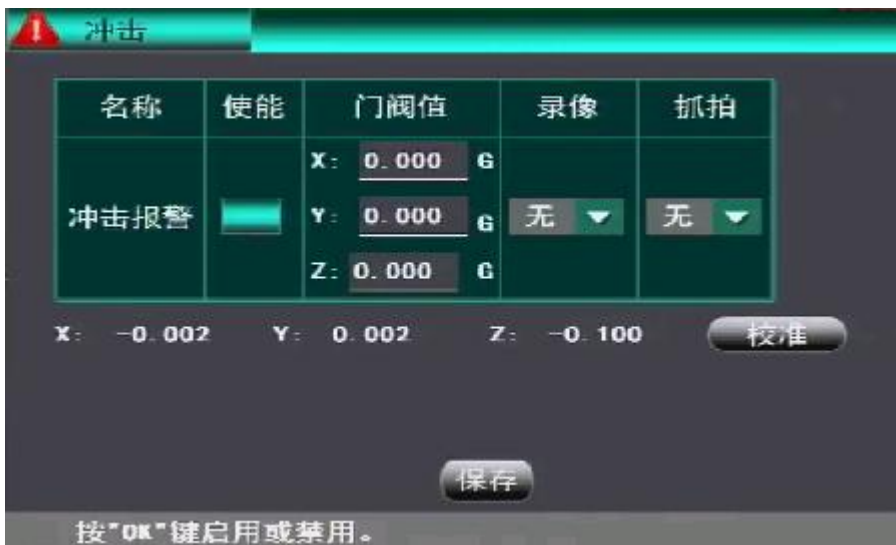 冲击
名称 使能 门阀值 录像 抓拍
X: 0.000 G
冲击报警 Y: 0.000 G 无 无
Z: 0.000 G
X: -0.002 Y: 0.002 Z: -0.100 校准
保存
按"OK"键启用或禁用。